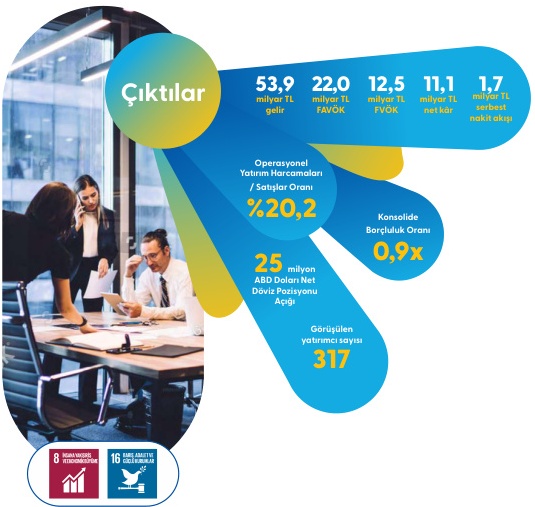 Çıktılar
53,9
milyar TL
gelir
22,0
milyar TL
FAVÖK
12,5
milyar TL
FVÖK
11,1
milyar TL
net kâr
1,7
milyar TL
serbest
nakit akışı
Operasyonel
Yatırım Harcamaları
/ Satışlar Oranı
%20,2
Konsolide
Borçluluk Oranı
0,9x
25 milyon
ABD Doları Net
Döviz Pozisyonu
Açığı
Görüşülen
yatırımcı sayısı
317
8 İNSANA YAKIŞIR İŞ
VE EKONOMİK BÜYÜME
16 BARIŞ, ADALET VE
GÜÇLÜ KURUMLAR